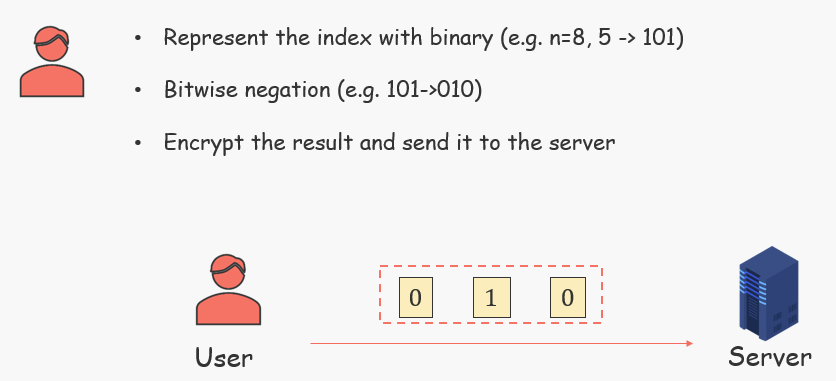 • Represent the index with binary (e.g. n=8, 5 -> 101)
• Bitwise negation (e.g. 101->010)
• Encrypt the result and send it to the server
0 1 0
User
Server